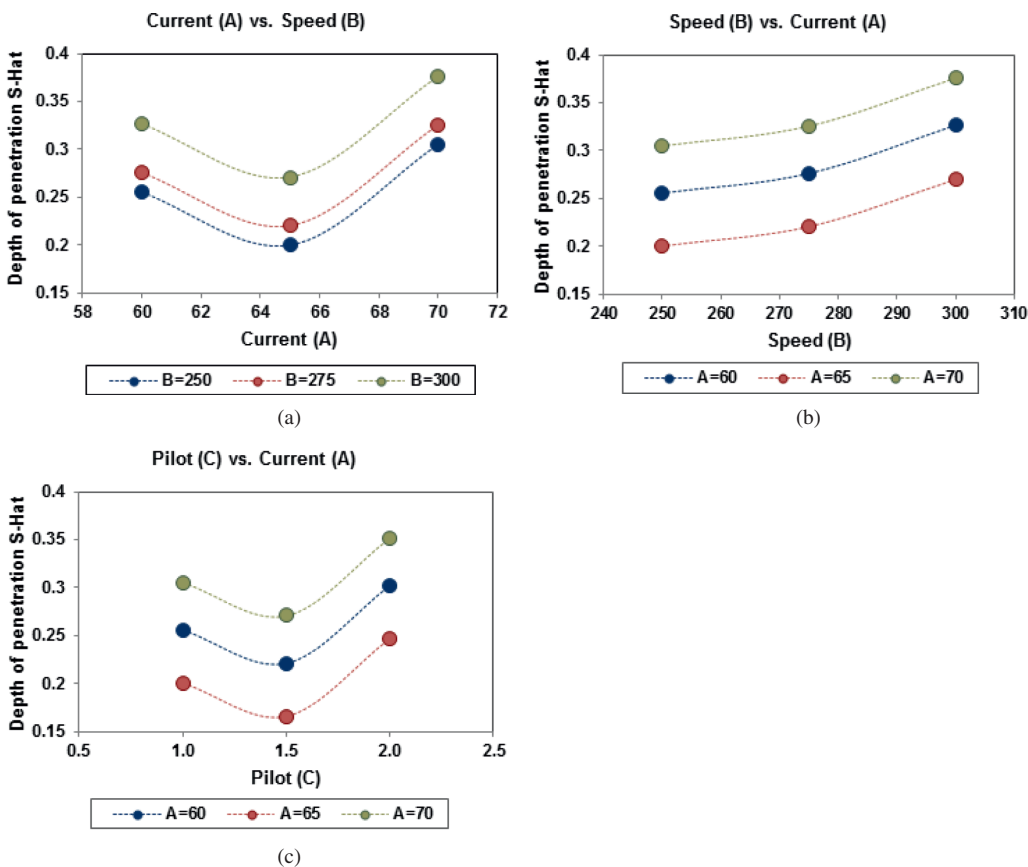 Current (A) vs. Speed (B)
Depth of penetration S-Hat
0.4
0.35
0.3
0.25
0.2
0.15
58 60 62 64 66 68 70 72
Current (A)
B=250 B=275 B=300
(a)
Speed (B) vs. Current (A)
Depth of penetration S-Hat
0.4
0.35
0.3
0.25
0.2
0.15
240 250 260 270 280 290 300 310
Speed (B)
A=60 A=65 A=70
(b)
Pilot (C) vs. Current (A)
Depth of penetration S-Hat
0.4
0.35
0.3
0.25
0.2
0.15
0.5 1.0 1.5 2.0 2.5
Pilot (C)
A=60 A=65 A=70
(c)